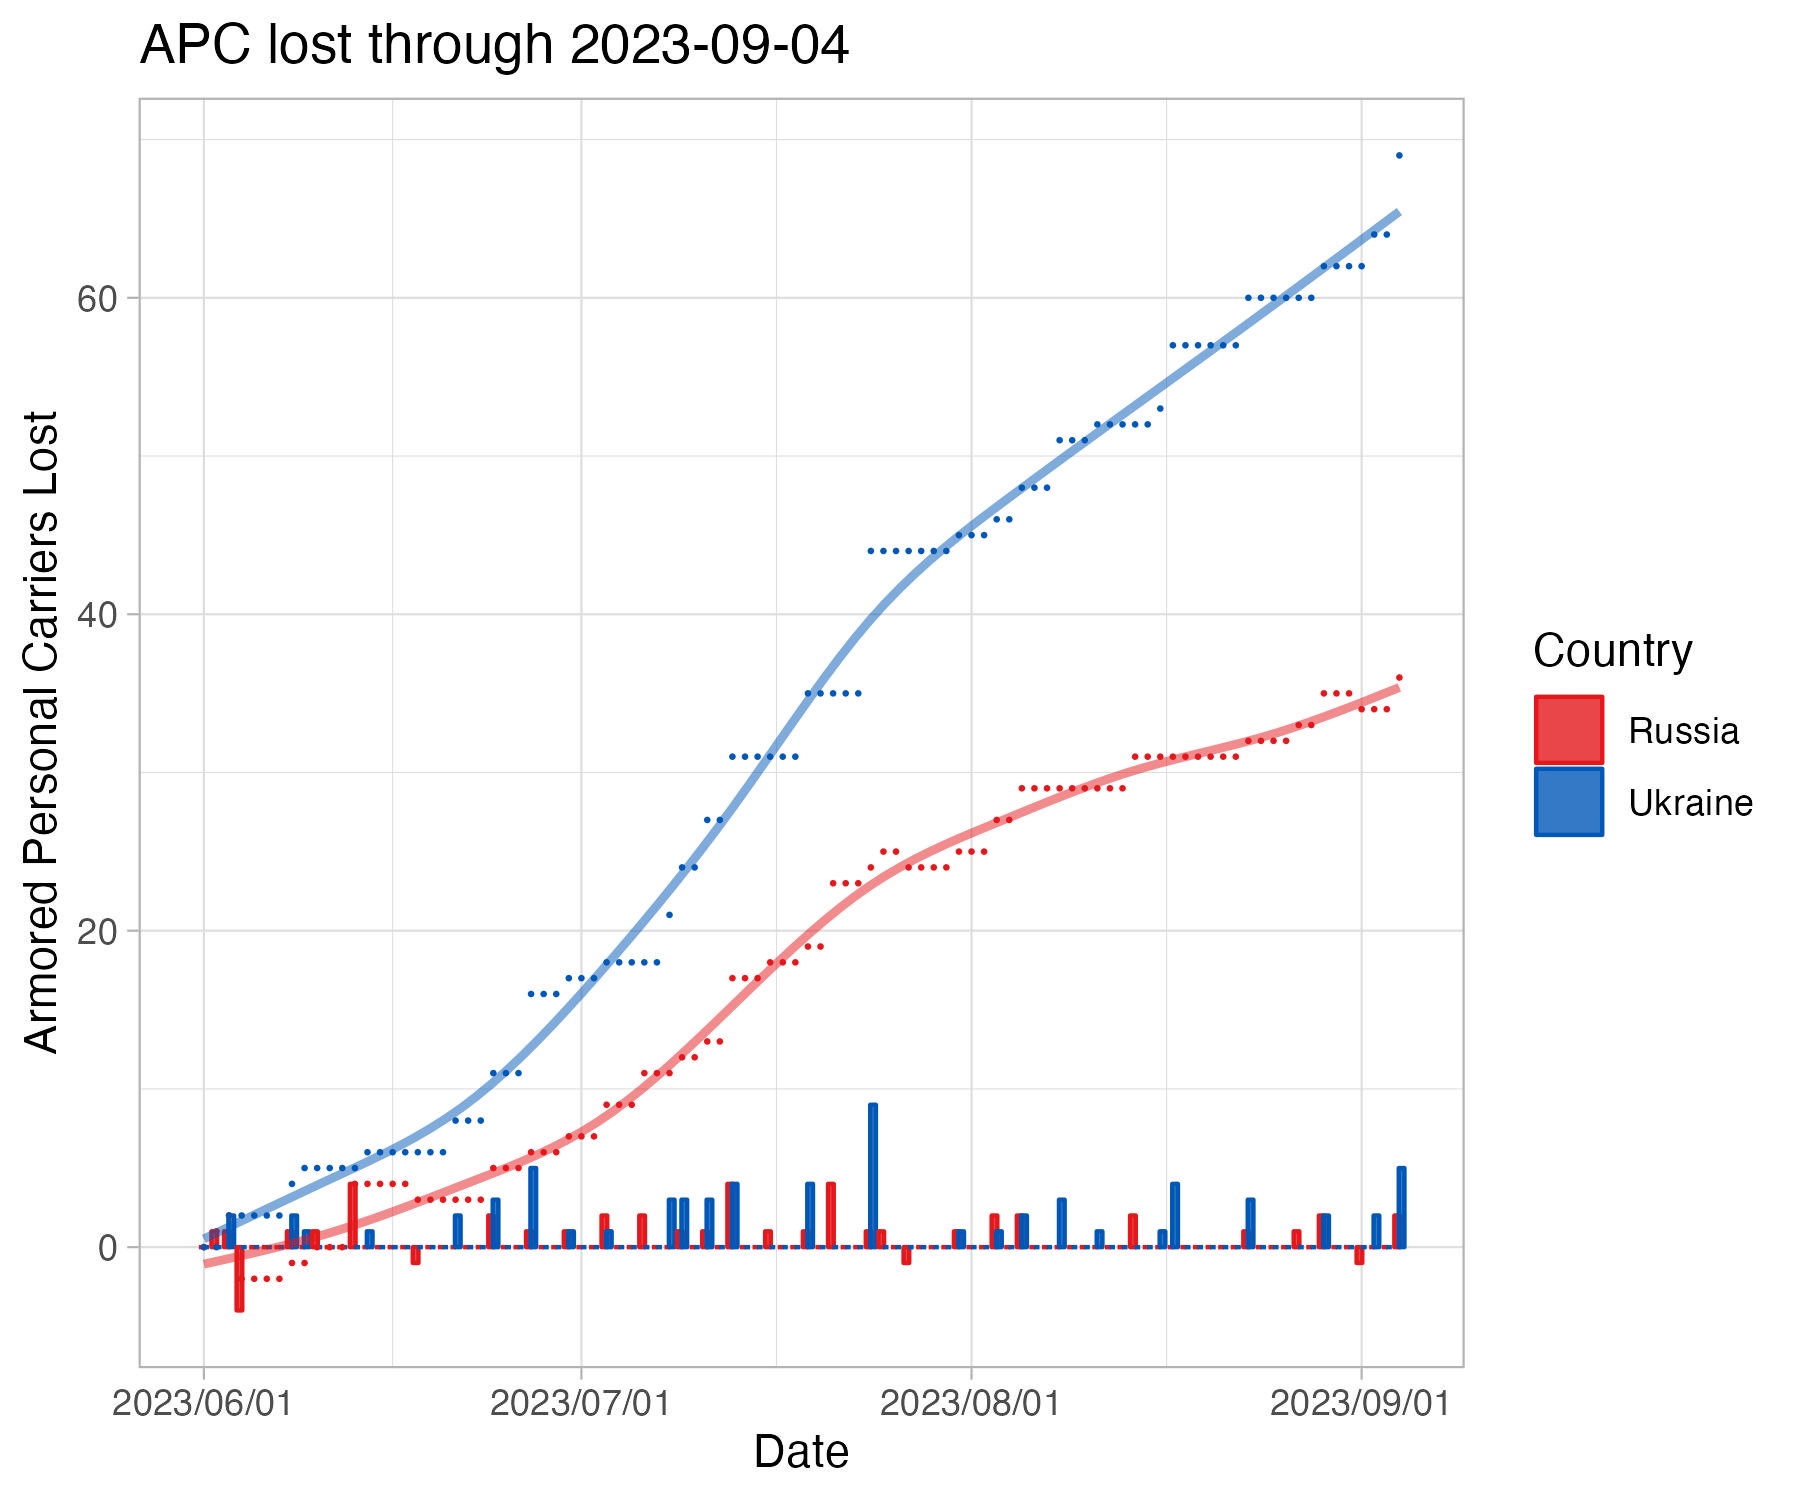 APC lost through 2023-09-04
Armored Personal Carriers Lost
60
40
20
0
2023/06/01 2023/07/01 2023/08/01 2023/09/01
Date
Country
Russia
Ukraine